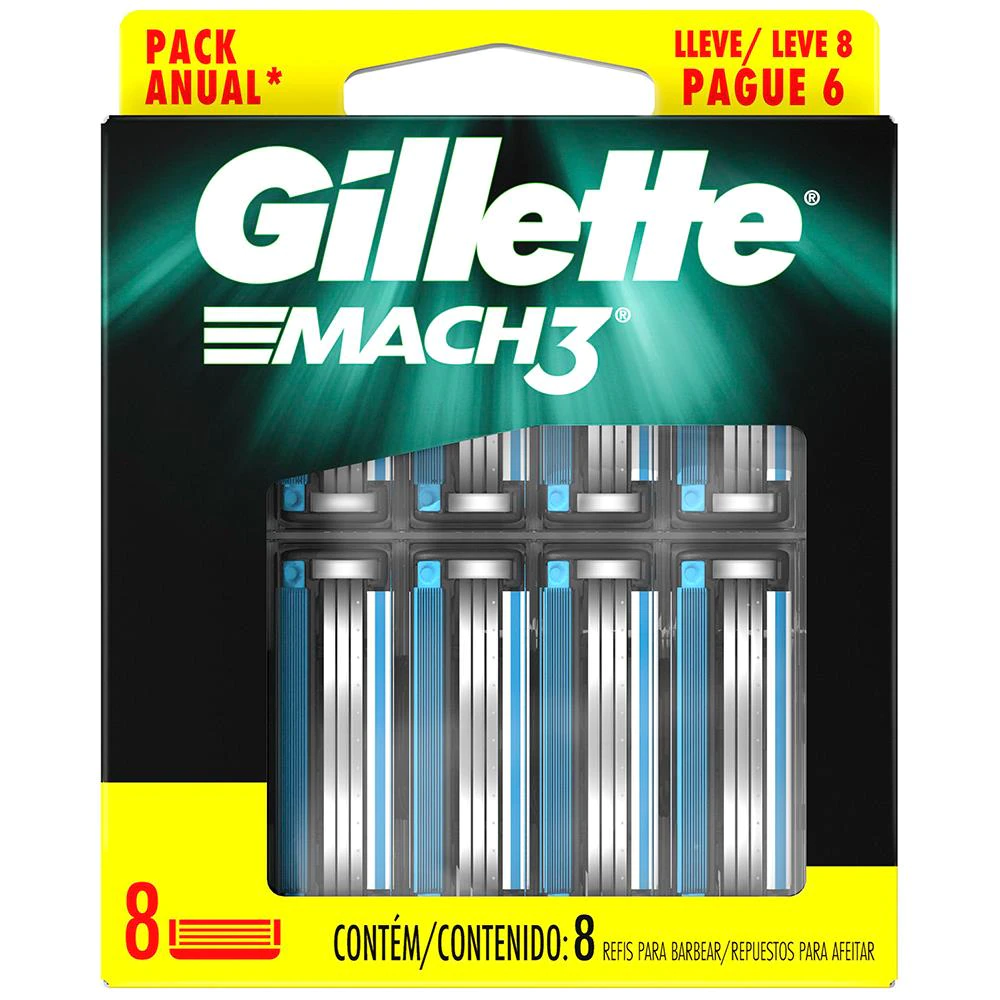 PACK
ANUAL*
LLEVE/ LEVE 8
PAGUE 6
Gillette®
MACH3®
8
CONTÉM/CONTENIDO: 8 REFIS PARA BARBEAR/REPUESTOS PARA AFEITAR